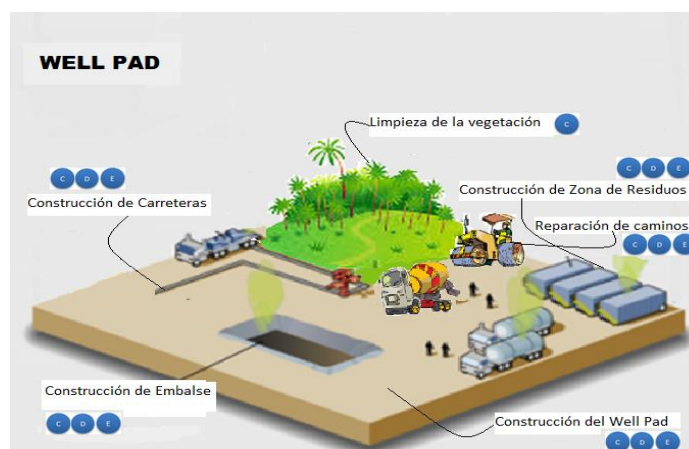 WELL PAD
Limpieza de la vegetación C
C D E
Construcción de Carreteras
C D E
Construcción de Zona de Residuos
Reparación de caminos
C D E
Construcción de Embalse
C D E
Construcción del Well Pad
C D E